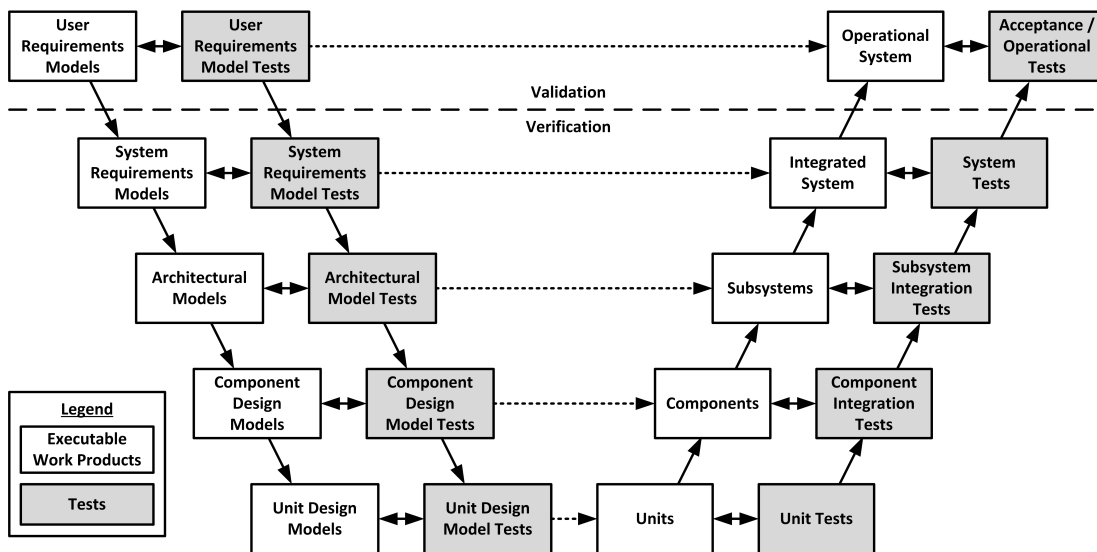 User
Requirements
Models
User
Requirements
Model Tests
Operational
System
Acceptance /
Operational
Tests
Validation
Verification
System
Requirements
Models
System
Requirements
Model Tests
Integrated
System
System
Tests
Architectural
Models
Architectural
Model Tests
Subsystems
Subsystem
Integration
Tests
Component
Design
Models
Component
Design
Model Tests
Components
Component
Integration
Tests
Legend
Executable
Work Products
Tests
Unit Design
Models
Unit Design
Model Tests
Units
Unit Tests